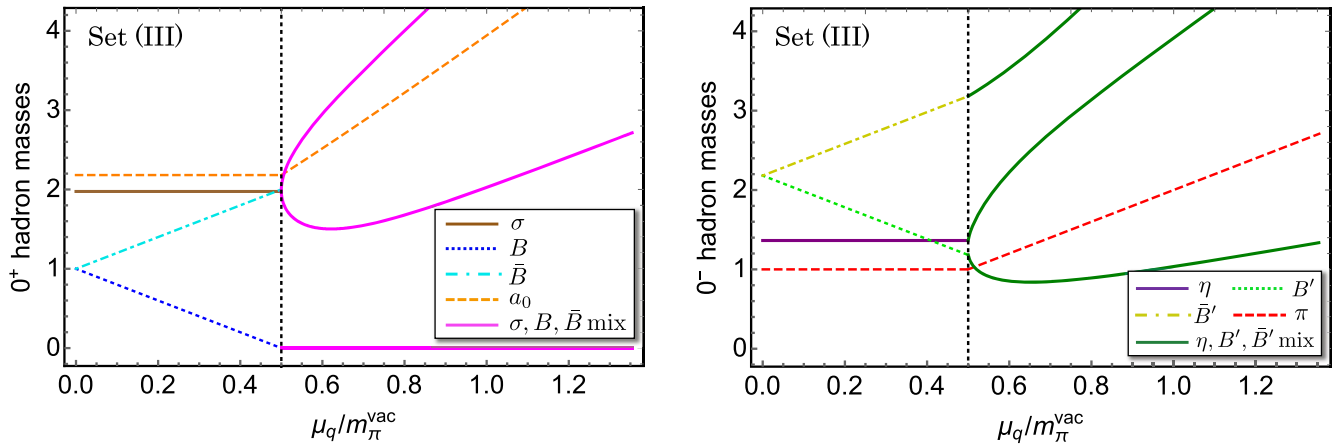 Set (III)
0⁺ hadron masses
4
3
2
1
0
σ
B
B̄
a₀
σ, B, B̄ mix
0.0 0.2 0.4 0.6 0.8 1.0 1.2
μ_q/m_π^vac
Set (III)
0⁻ hadron masses
4
3
2
1
0
η B′
B̄′ π
η, B′, B̄′ mix
0.0 0.2 0.4 0.6 0.8 1.0 1.2
μ_q/m_π^vac